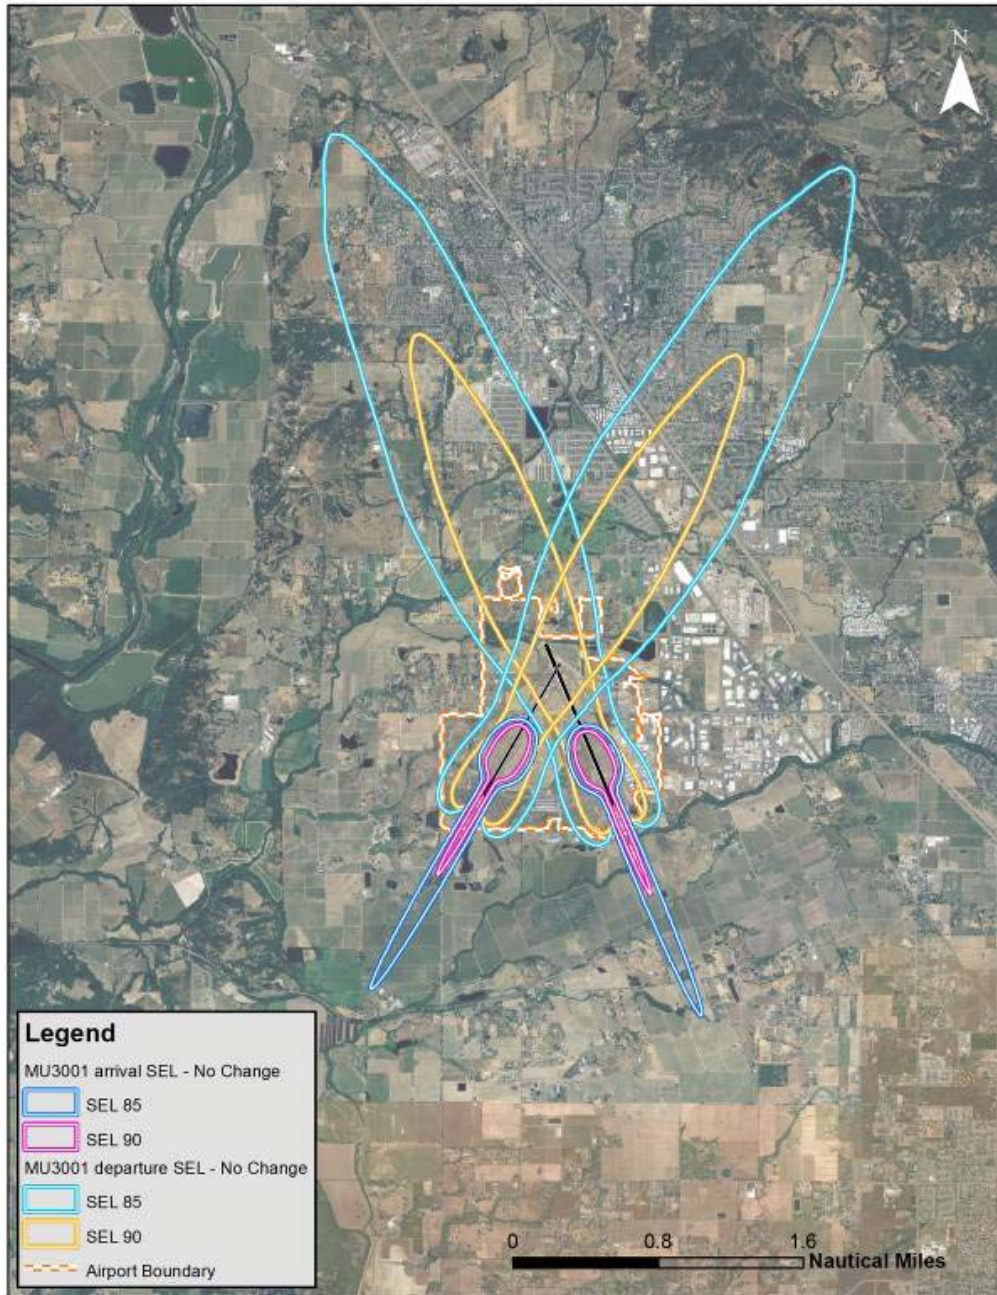 N
Legend
MU3001 arrival SEL - No Change
SEL 85
SEL 90
MU3001 departure SEL - No Change
SEL 85
SEL 90
Airport Boundary
0 0.8 1.6
Nautical Miles